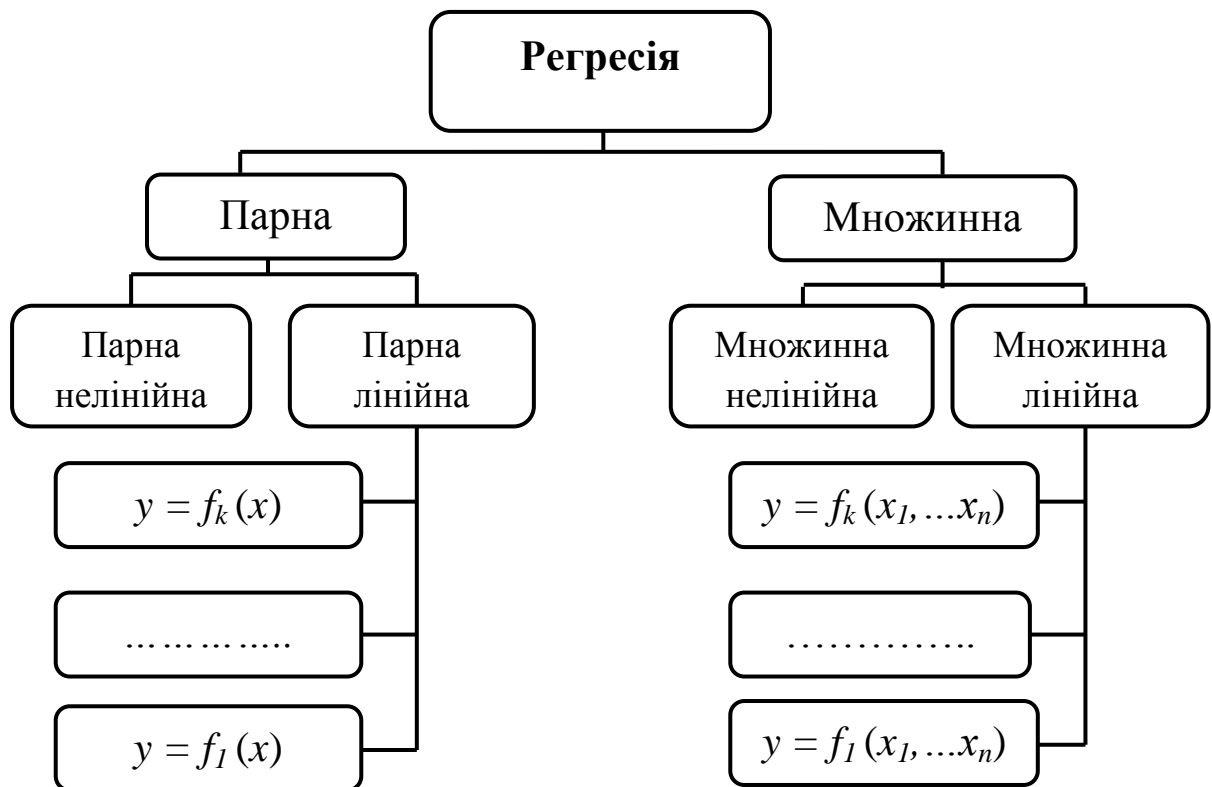 Регресія
Парна
Множинна
Парна
нелінійна
Парна
лінійна
Множинна
нелінійна
Множинна
лінійна
y = fk (x)
y = fk (x1, ...xn)
… … … …..
…………..
y = f1 (x)
y = f1 (x1, ...xn)